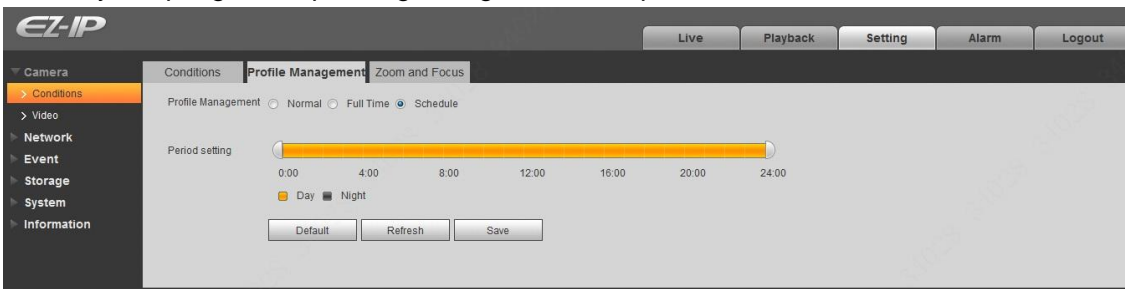 EZ-IP
Live Playback Setting Alarm Logout
Camera
Conditions
Video
Network
Event
Storage
System
Information
Conditions Profile Management Zoom and Focus
Profile Management Normal Full Time Schedule
Period setting
0:00 4:00 8:00 12:00 16:00 20:00 24:00
Day Night
Default Refresh Save